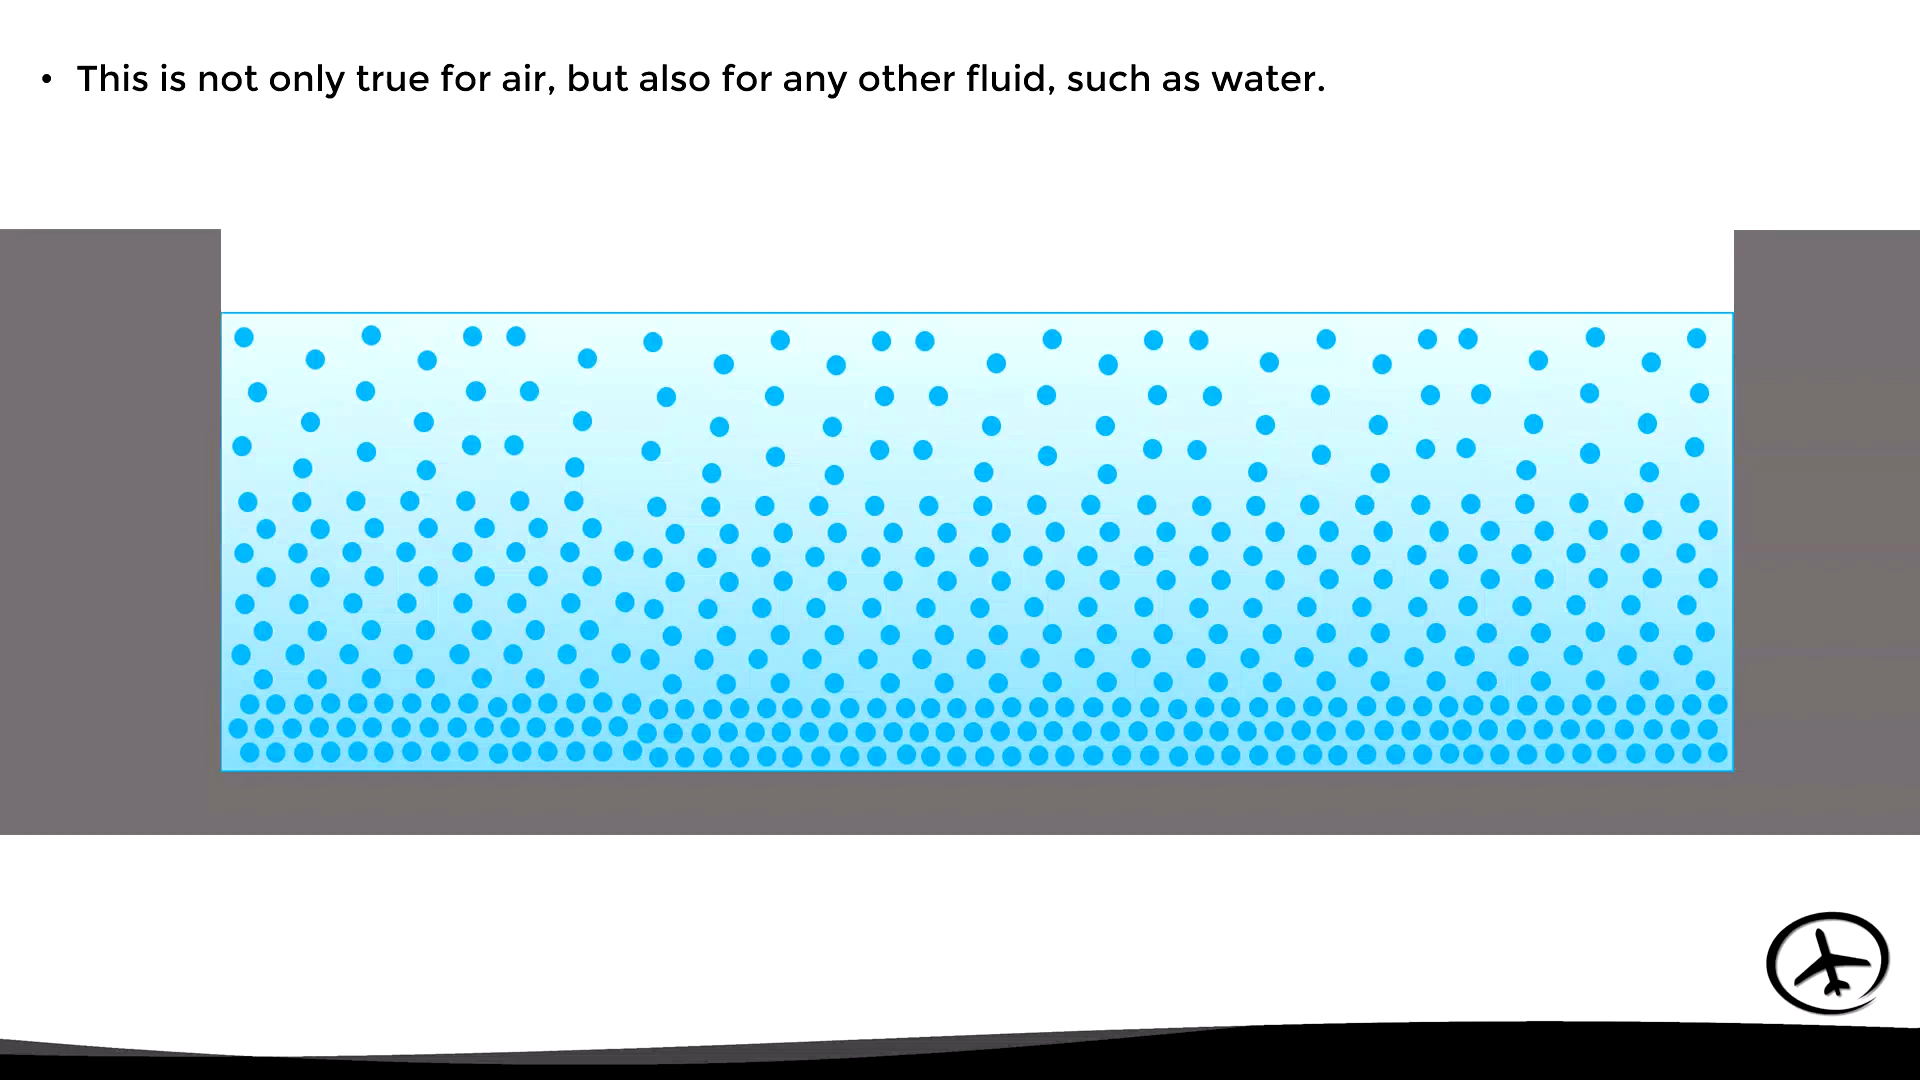 • This is not only true for air, but also for any other fluid, such as water.